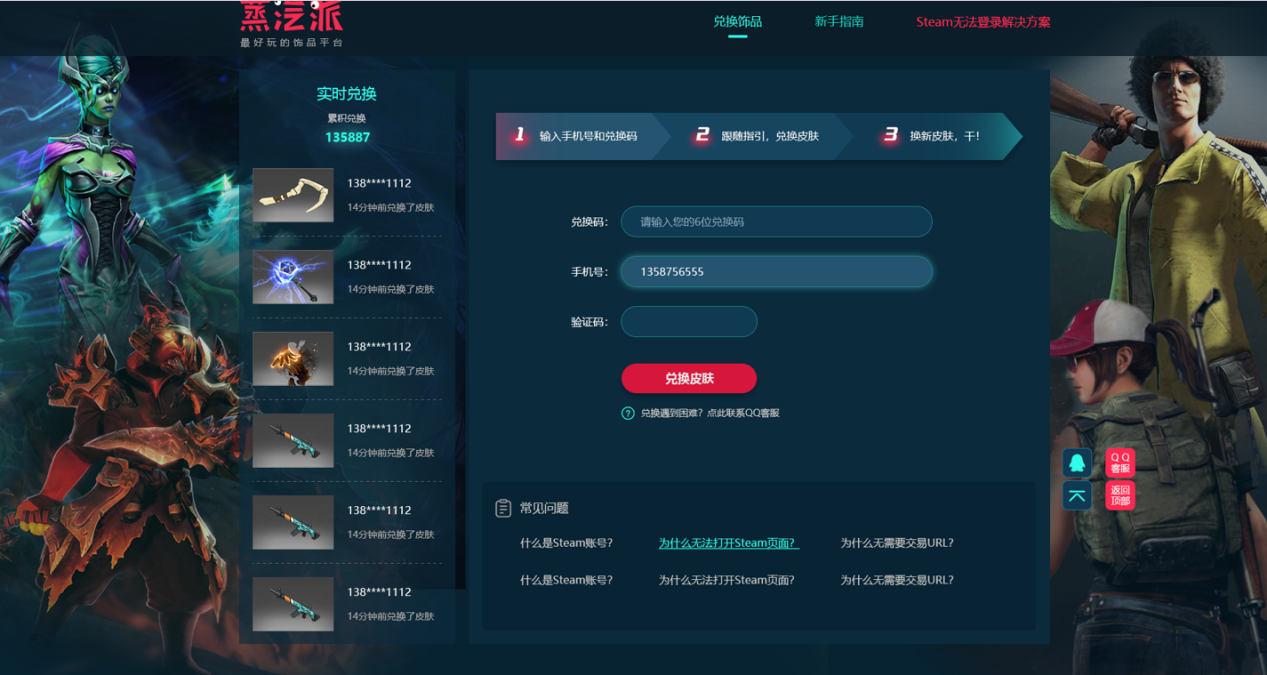 蒸汽派
最好玩的饰品平台
兑换饰品
新手指南
Steam无法登录解决方案
实时兑换
累积兑换
135887
138****1112
14分钟前兑换了皮肤
138****1112
14分钟前兑换了皮肤
138****1112
14分钟前兑换了皮肤
138****1112
14分钟前兑换了皮肤
138****1112
14分钟前兑换了皮肤
138****1112
14分钟前兑换了皮肤
1 输入手机号和兑换码
2 跟随指引，兑换皮肤
3 换新皮肤，干！
兑换码： 请输入您的6位兑换码
手机号： 1358756555
验证码：
兑换皮肤
? 兑换遇到困难？点此联系QQ客服
常见问题
什么是Steam账号？ 为什么无法打开Steam页面？ 为什么无需要交易URL？
什么是Steam账号？ 为什么无法打开Steam页面？ 为什么无需要交易URL？
QQ
客服
返回
顶部